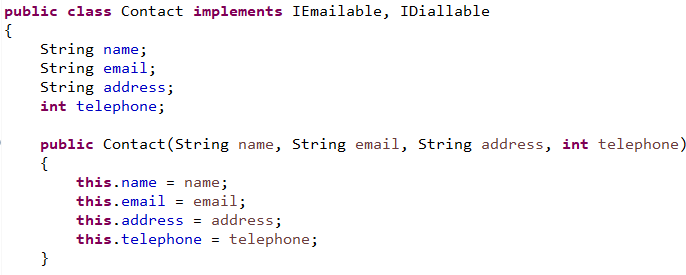 public class Contact implements IEmailable, IDiallable
{
    String name;
    String email;
    String address;
    int telephone;

    public Contact(String name, String email, String address, int telephone)
    {
        this.name = name;
        this.email = email;
        this.address = address;
        this.telephone = telephone;
    }